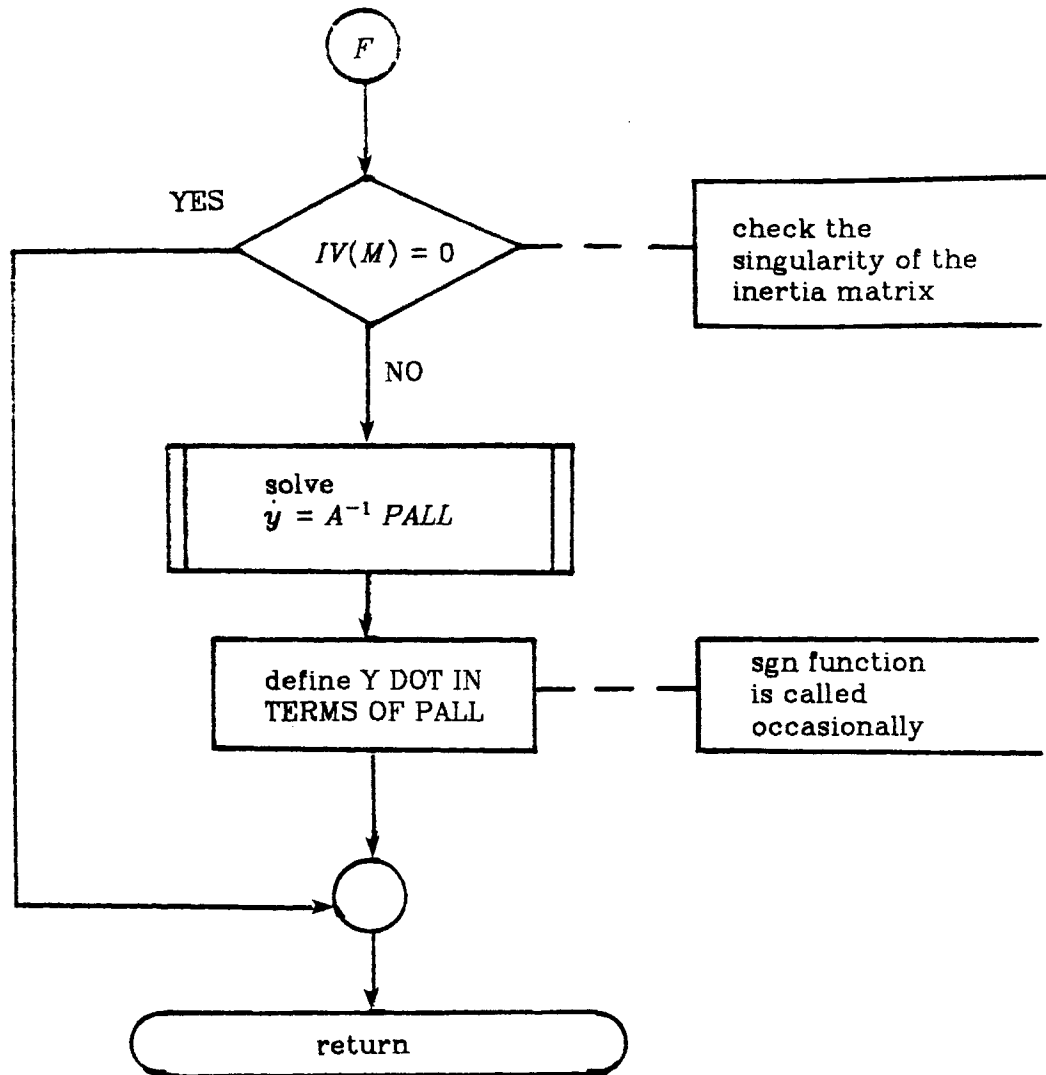 F
YES
IV(M) = 0
check the
singularity of the
inertia matrix
NO
solve
ẏ = A⁻¹ PALL
define Y DOT IN
TERMS OF PALL
sgn function
is called
occasionally
return